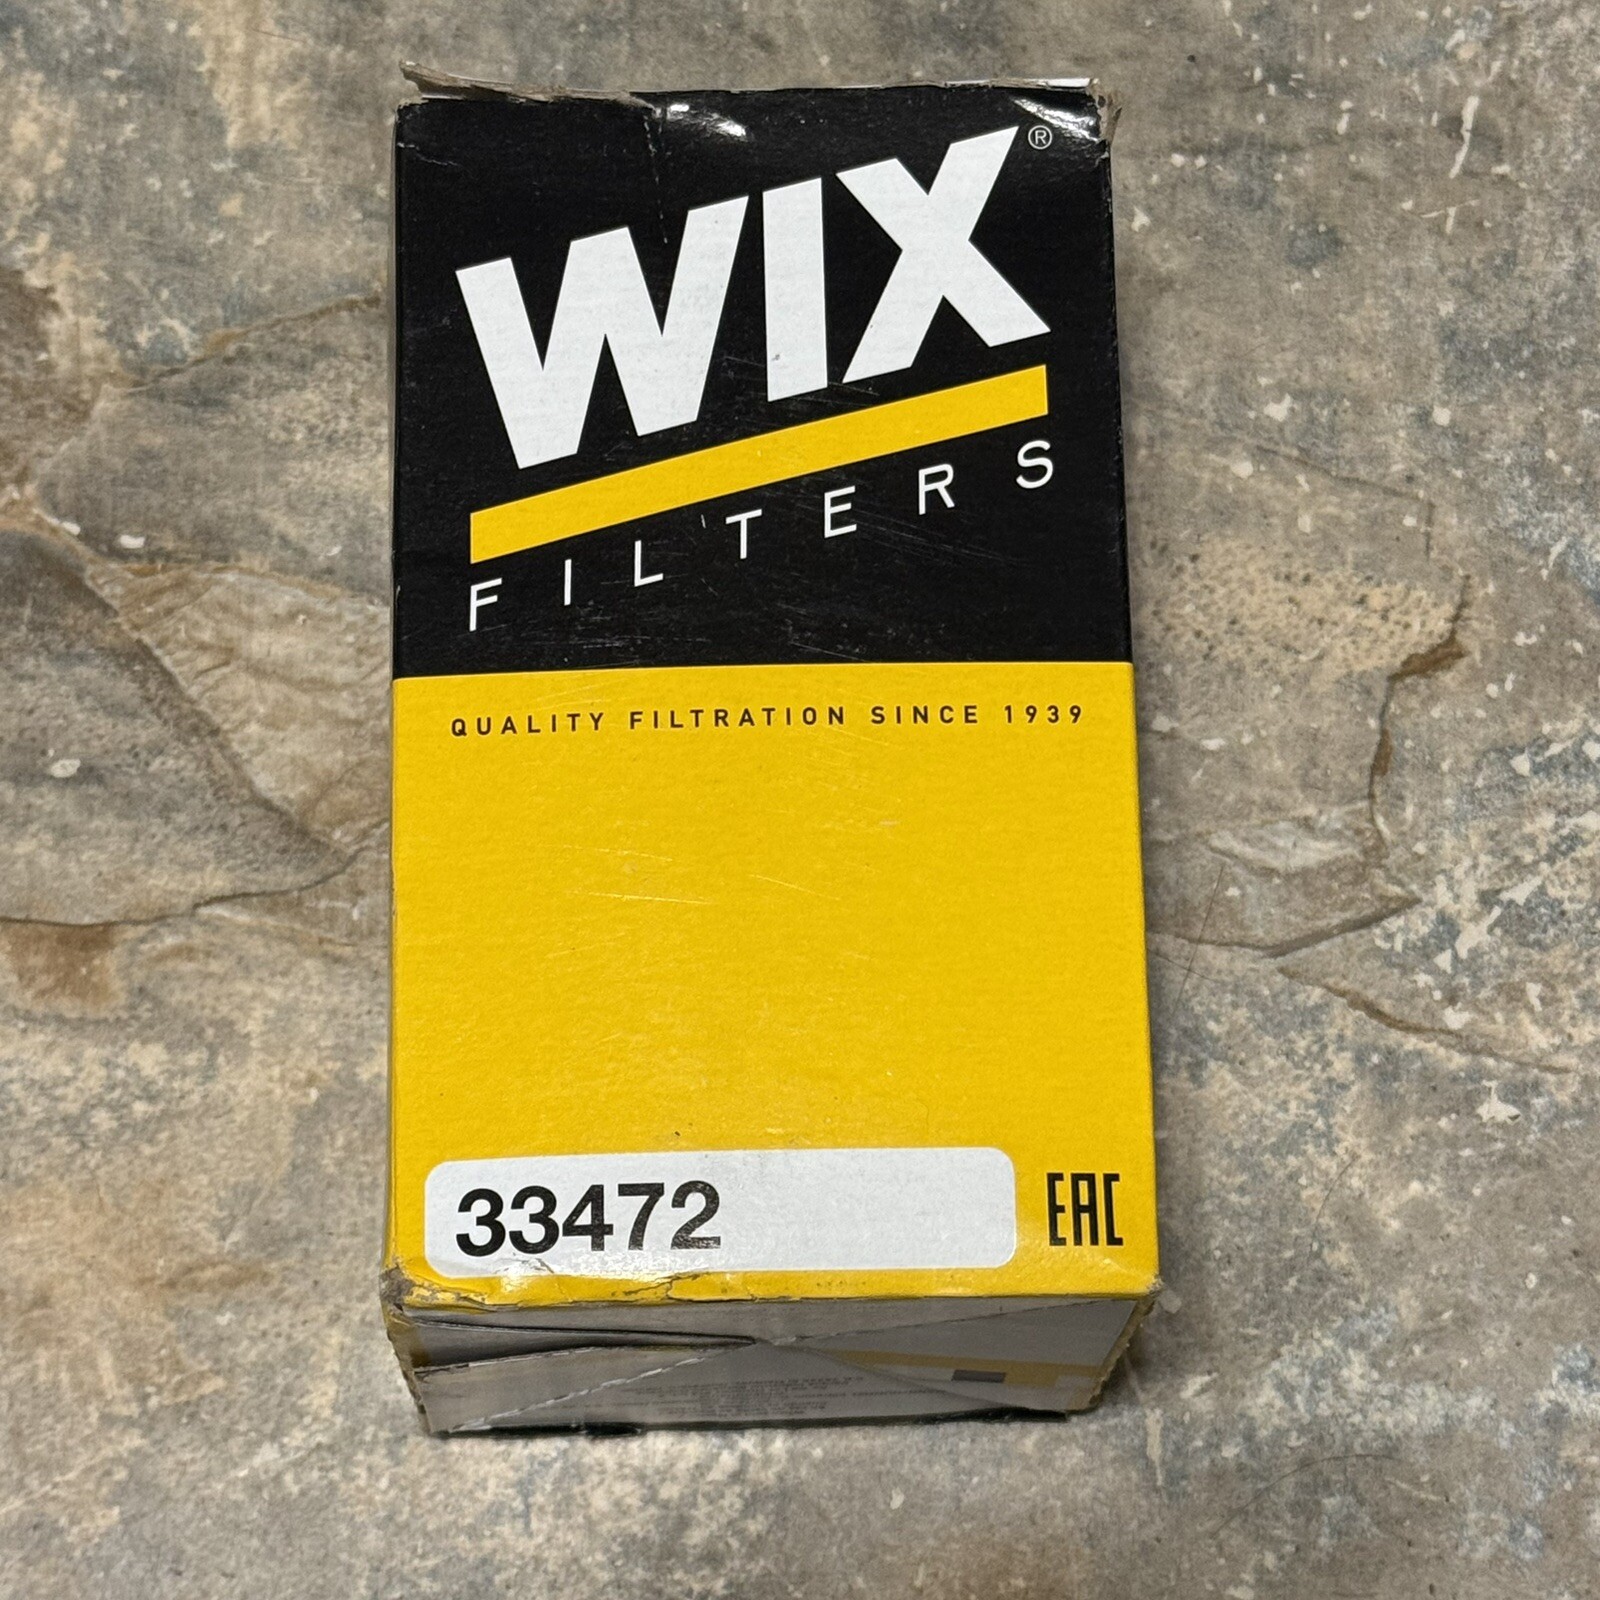 WIX®
FILTERS
QUALITY FILTRATION SINCE 1939
33472
EAC